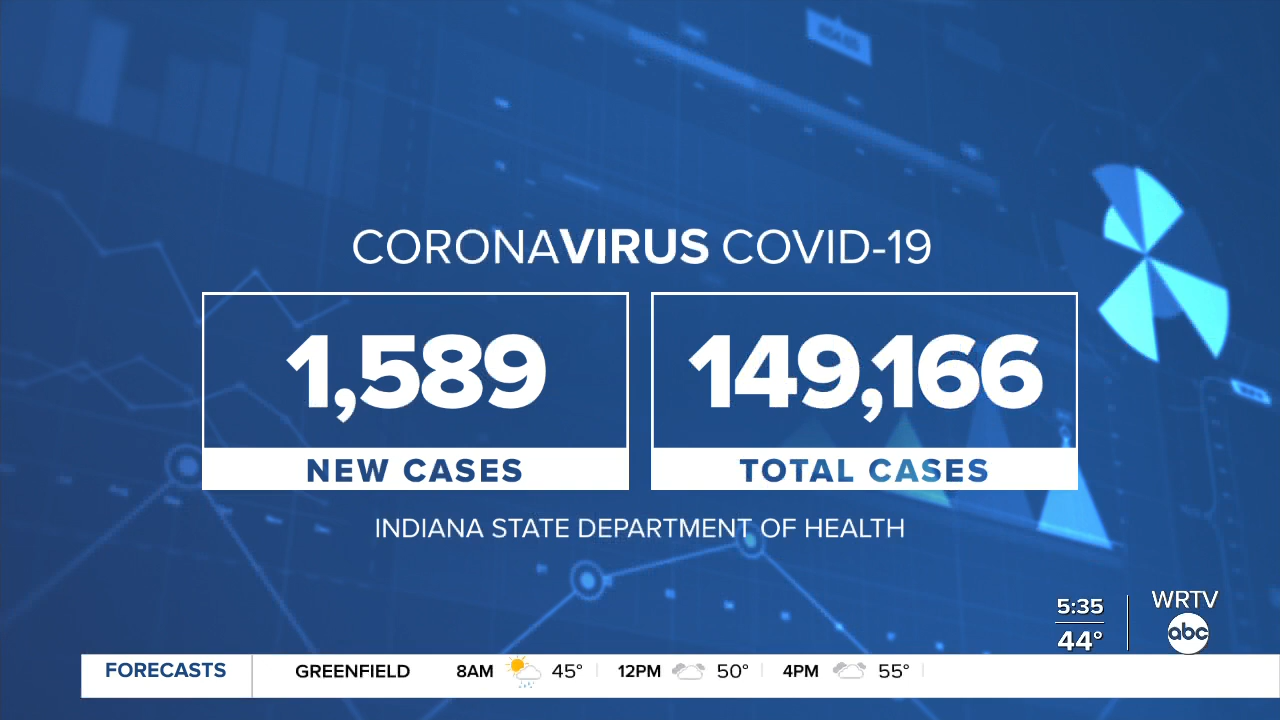 CORONAVIRUS COVID-19
1,589
149,166
NEW CASES
TOTAL CASES
INDIANA STATE DEPARTMENT OF HEALTH
5:35
44°
WRTV
abc
FORECASTS GREENFIELD 8AM 45° 12PM 50° 4PM 55°